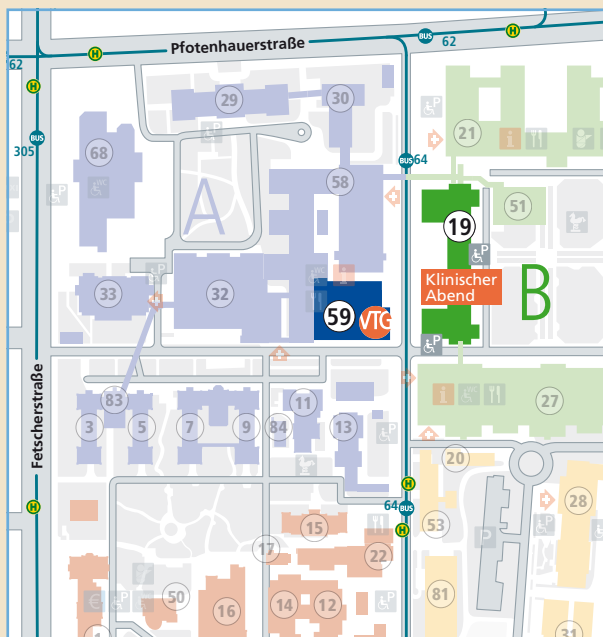 Pfotenhauerstraße
H
BUS
62
H
62
H
BUS
305
29
30
P
21
i
68
58
BUS
64
P
51
A
19
P
P
33
32
i
59
VTG
Klinischer
Abend
B
P
Fetscherstraße
83
3
5
7
9
84
11
13
P
i
27
20
H
H
64
BUS
H
15
53
P
28
P
17
22
50
16
14
12
P
81
€
P
1
31